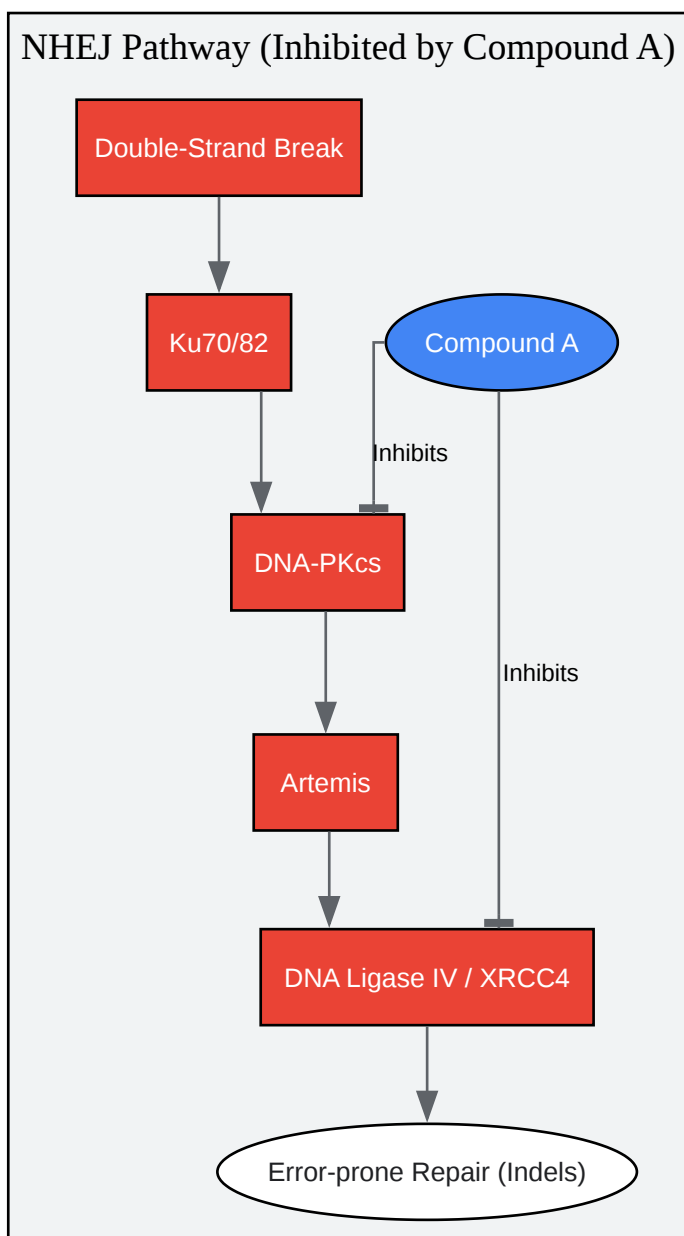 NHEJ Pathway (Inhibited by Compound A)
Double-Strand Break
Ku70/82
Compound A
Inhibits
DNA-PKcs
Inhibits
Artemis
DNA Ligase IV / XRCC4
Error-prone Repair (Indels)